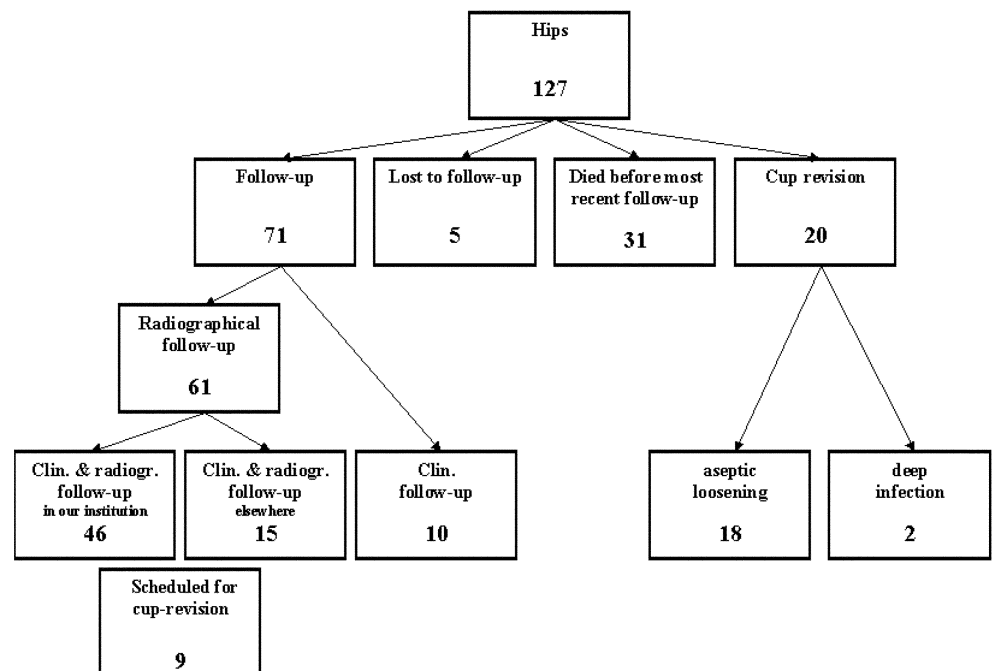 Hips
127
Follow-up
71
Lost to follow-up
5
Died before most
recent follow-up
31
Cup revision
20
Radiographical
follow-up
61
Clin. & radiogr.
follow-up
in our institution
46
Clin. & radiogr.
follow-up
elsewhere
15
Clin.
follow-up
10
aseptic
loosening
18
deep
infection
2
Scheduled for
cup-revision
9